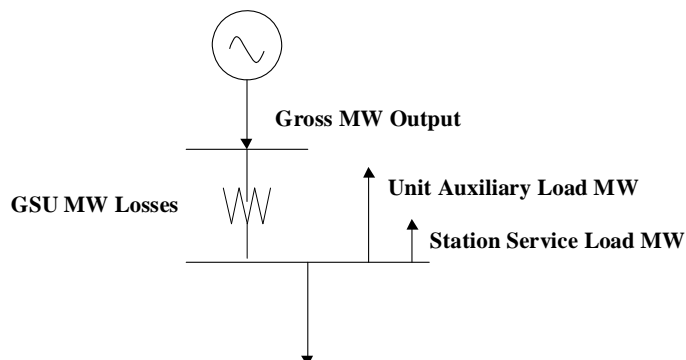 Gross MW Output
Unit Auxiliary Load MW
GSU MW Losses
Station Service Load MW